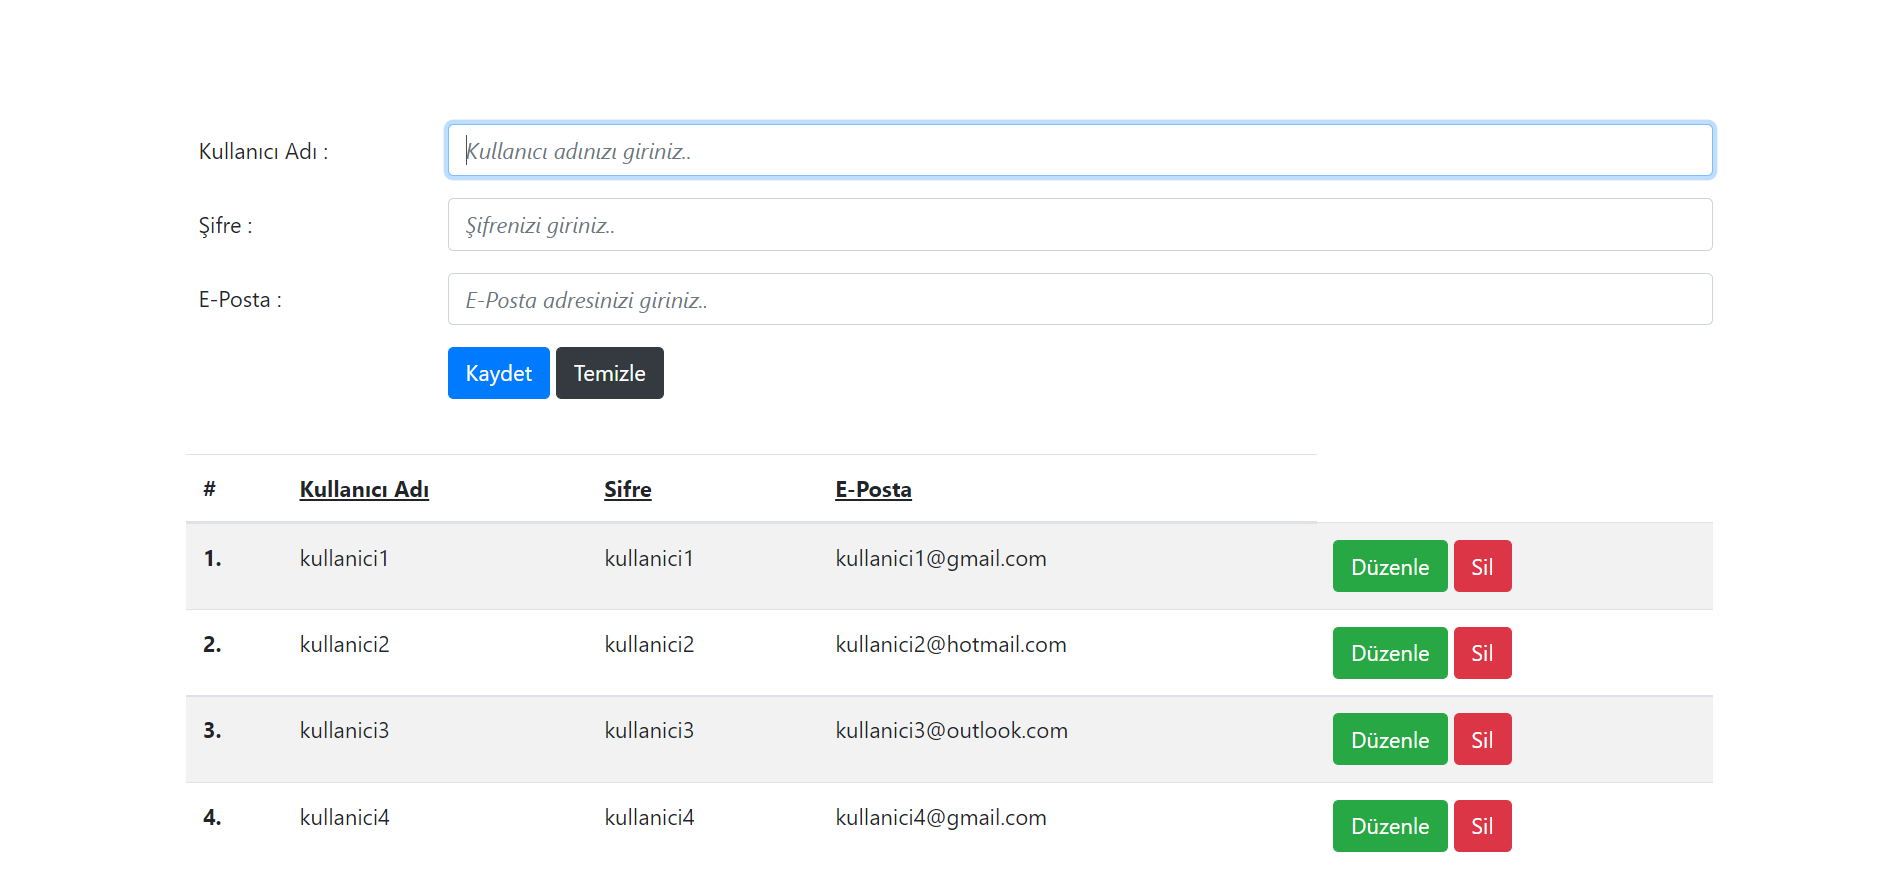 Kullanıcı Adı : Kullanıcı adınızı giriniz..
Şifre : Şifrenizi giriniz..
E-Posta : E-Posta adresinizi giriniz..
Kaydet Temizle
# Kullanıcı Adı Sifre E-Posta
1. kullanici1 kullanici1 kullanici1@gmail.com Düzenle Sil
2. kullanici2 kullanici2 kullanici2@hotmail.com Düzenle Sil
3. kullanici3 kullanici3 kullanici3@outlook.com Düzenle Sil
4. kullanici4 kullanici4 kullanici4@gmail.com Düzenle Sil